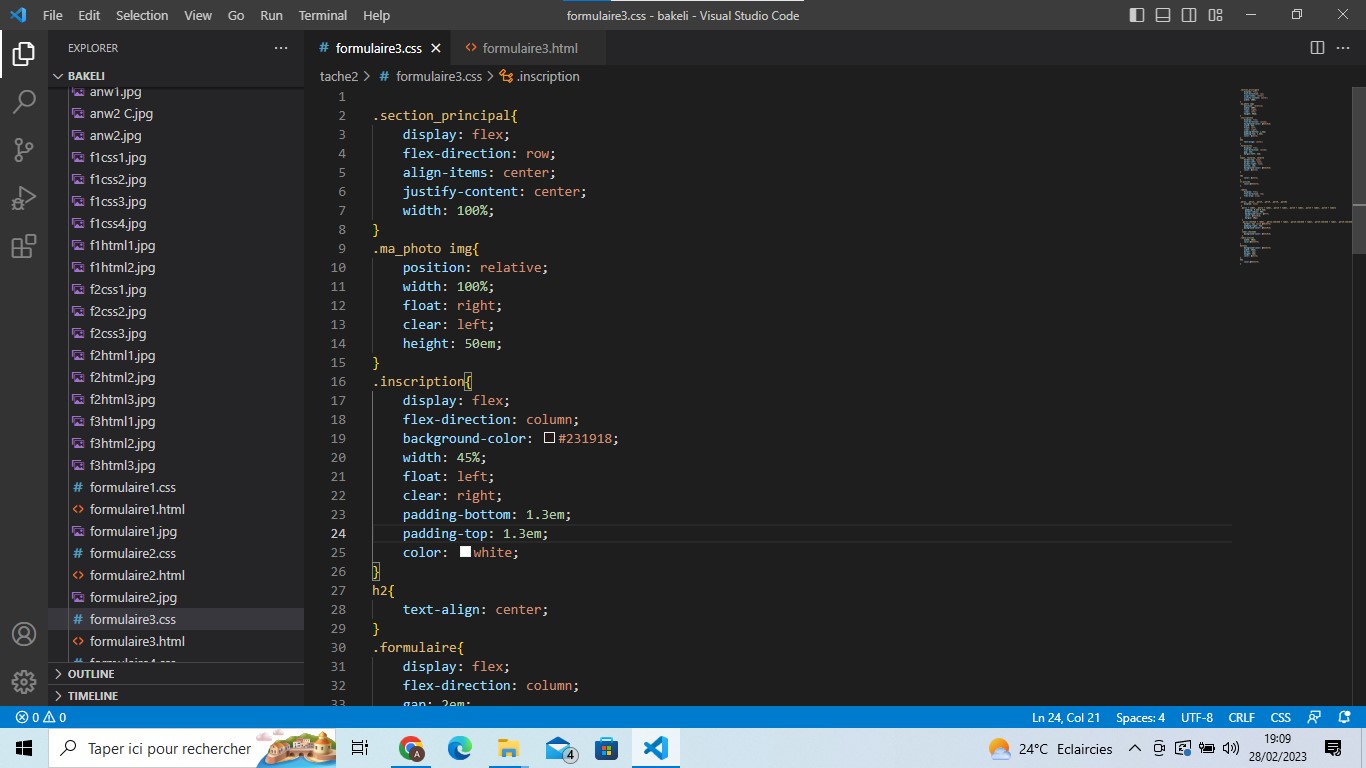 File Edit Selection View Go Run Terminal Help formulaire3.css - bakeli - Visual Studio Code
EXPLORER
BAKELI
anw1.jpg
anw2 C.jpg
anw2.jpg
f1css1.jpg
f1css2.jpg
f1css3.jpg
f1css4.jpg
f1html1.jpg
f1html2.jpg
f2css1.jpg
f2css2.jpg
f2css3.jpg
f2html1.jpg
f2html2.jpg
f2html3.jpg
f3html1.jpg
f3html2.jpg
f3html3.jpg
formulaire1.css
formulaire1.html
formulaire1.jpg
formulaire2.css
formulaire2.html
formulaire2.jpg
formulaire3.css
formulaire3.html
formulaire4.css
OUTLINE
TIMELINE
# formulaire3.css formulaire3.html
tache2 > # formulaire3.css > .inscription
1
2 .section_principal{
3 display: flex;
4 flex-direction: row;
5 align-items: center;
6 justify-content: center;
7 width: 100%;
8 }
9 .ma_photo img{
10 position: relative;
11 width: 100%;
12 float: right;
13 clear: left;
14 height: 50em;
15 }
16 .inscription{
17 display: flex;
18 flex-direction: column;
19 background-color: #231918;
20 width: 45%;
21 float: left;
22 clear: right;
23 padding-bottom: 1.3em;
24 padding-top: 1.3em;
25 color: white;
26 }
27 h2{
28 text-align: center;
29 }
30 .formulaire{
31 display: flex;
32 flex-direction: column;
33 gap: 2em;
0 0 Ln 24, Col 21 Spaces: 4 UTF-8 CRLF CSS
Taper ici pour rechercher A 4 24°C Eclaircies 19:09
28/02/2023